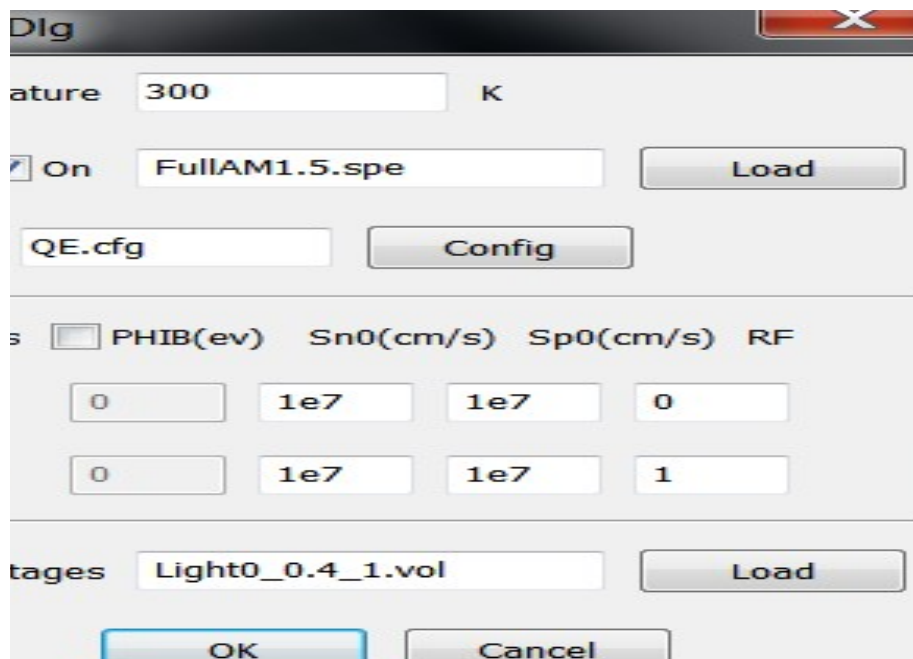 Dlg
ature 300 K
On FullAM1.5.spe Load
QE.cfg Config
s PHIB(ev) Sn0(cm/s) Sp0(cm/s) RF
0 1e7 1e7 0
0 1e7 1e7 1
tages Light0_0.4_1.vol Load
OK Cancel